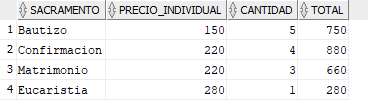 SACRAMENTO PRECIO_INDIVIDUAL CANTIDAD TOTAL
1 Bautizo 150 5 750
2 Confirmacion 220 4 880
3 Matrimonio 220 3 660
4 Eucaristia 280 1 280